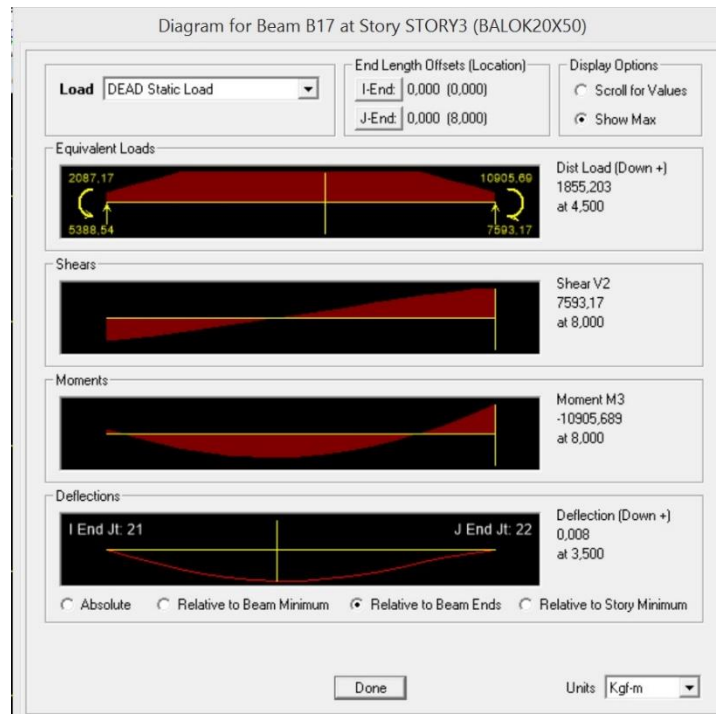 Diagram for Beam B17 at Story STORY3 (BALOK20X50)
Load DEAD Static Load
End Length Offsets (Location)
I-End: 0,000 (0,000)
J-End: 0,000 (8,000)
Display Options
Scroll for Values
Show Max
Equivalent Loads
2087,17 10905,69
5388,54 7593,17
Dist Load (Down +)
1855,203
at 4,500
Shears
Shear V2
7593,17
at 8,000
Moments
Moment M3
-10905,689
at 8,000
Deflections
I End Jt: 21 J End Jt: 22
Deflection (Down +)
0,008
at 3,500
Absolute Relative to Beam Minimum Relative to Beam Ends Relative to Story Minimum
Done Units Kgf-m